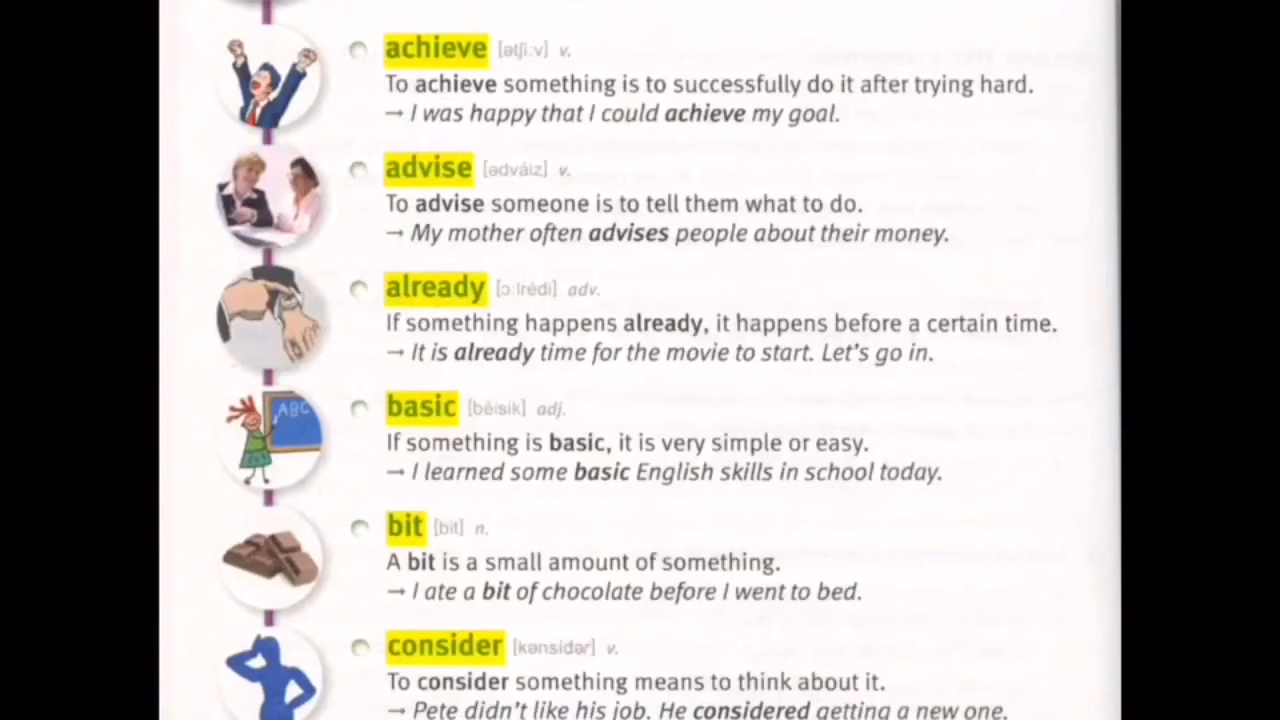 achieve [ətʃiːv] v.
To achieve something is to successfully do it after trying hard.
→ I was happy that I could achieve my goal.
advise [ədváiz] v.
To advise someone is to tell them what to do.
→ My mother often advises people about their money.
already [ɔːlrédi] adv.
If something happens already, it happens before a certain time.
→ It is already time for the movie to start. Let's go in.
ABC
basic [béisik] adj.
If something is basic, it is very simple or easy.
→ I learned some basic English skills in school today.
bit [bit] n.
A bit is a small amount of something.
→ I ate a bit of chocolate before I went to bed.
consider [kənsídər] v.
To consider something means to think about it.
→ Pete didn't like his job. He considered getting a new one.